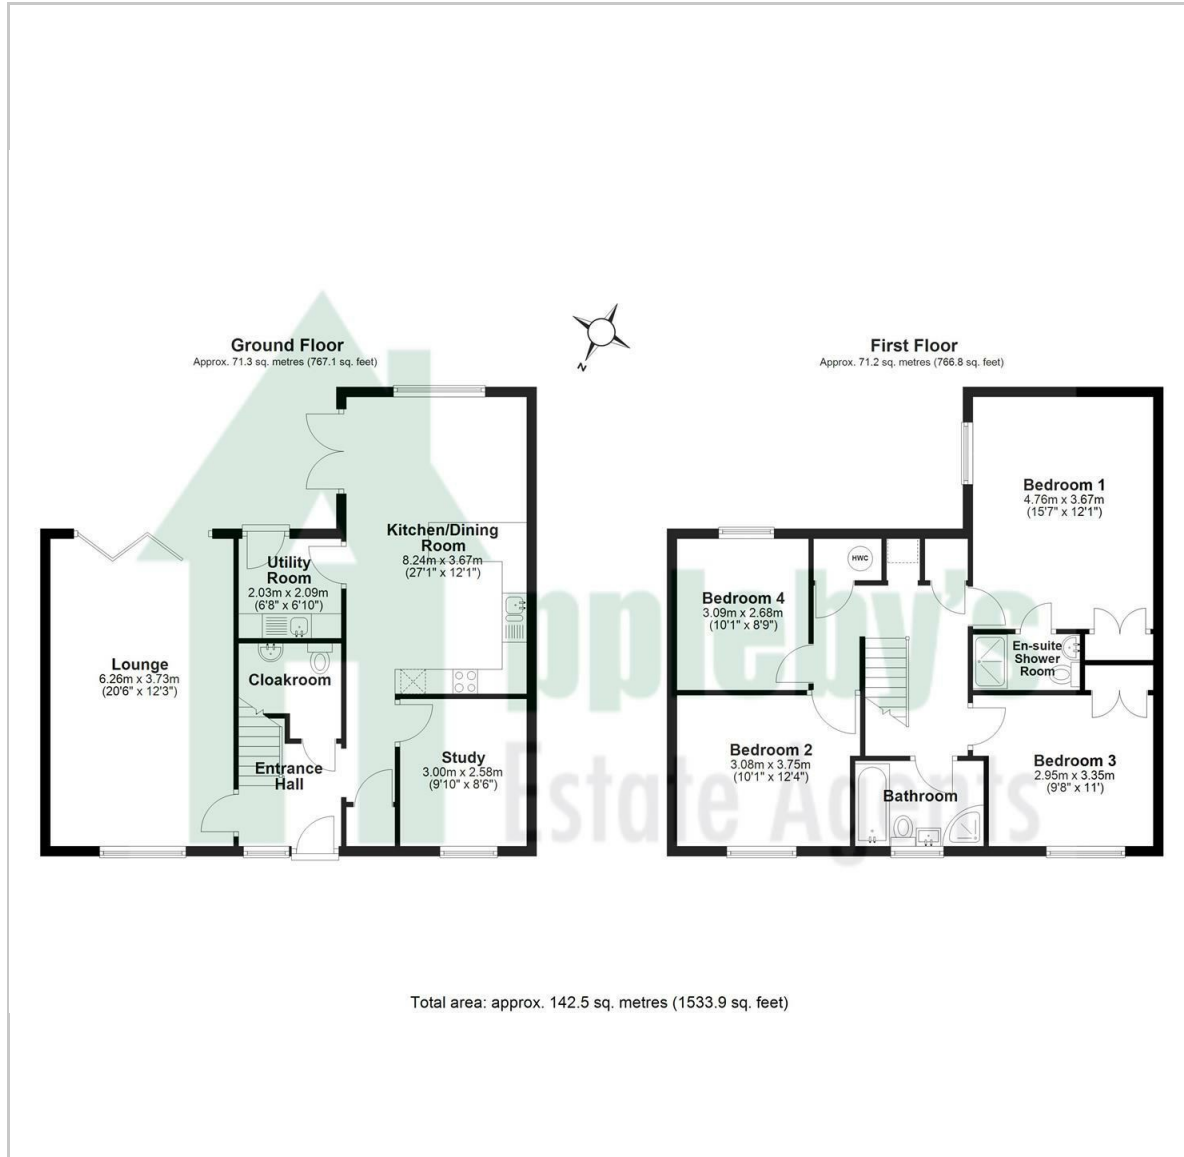 Ground Floor
Approx. 71.3 sq. metres (767.1 sq. feet)
Kitchen/Dining
Room
8.24m x 3.67m
(27'1" x 12'1")
Utility
Room
2.03m x 2.09m
(6'8" x 6'10")
Lounge
6.26m x 3.73m
(20'6" x 12'3")
Cloakroom
Entrance
Hall
Study
3.00m x 2.58m
(9'10" x 8'6")
N
First Floor
Approx. 71.2 sq. metres (766.8 sq. feet)
Bedroom 1
4.76m x 3.67m
(15'7" x 12'1")
HWC
Bedroom 4
3.09m x 2.68m
(10'1" x 8'9")
En-suite
Shower
Room
Bedroom 2
3.08m x 3.75m
(10'1" x 12'4")
Bedroom 3
2.95m x 3.35m
(9'8" x 11')
Bathroom
Appleby's
Estate Agents
Total area: approx. 142.5 sq. metres (1533.9 sq. feet)